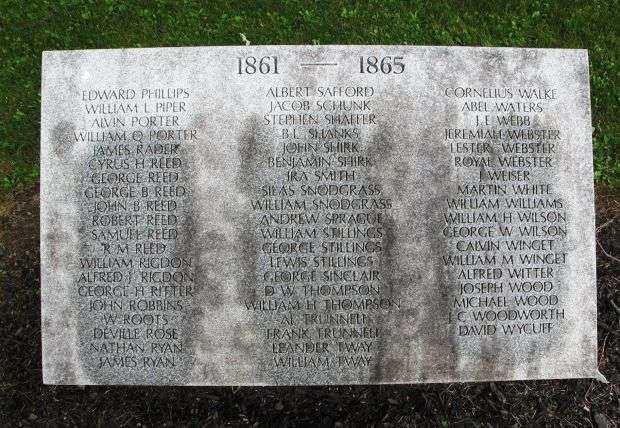 1861 — 1865
EDWARD PHILLIPS
WILLIAM L PIPER
ALVIN PORTER
WILLIAM Q PORTER
JAMES RADER
CYRUS H REED
GEORGE REED
GEORGE B REED
JOHN B REED
ROBERT REED
SAMUEL REED
R M REED
WILLIAM RIGDON
ALFRED J RIGDON
GEORGE H RITTER
JOHN ROBBINS
W ROOTS
DEVILLE ROSE
NATHAN RYAN
JAMES RYAN
ALBERT SAFFORD
JACOB SCHUNK
STEPHEN SHAFFER
B.L. SHANKS
JOHN SHIRK
BENJAMIN SHIRK
IRA SMITH
SILAS SNODGRASS
WILLIAM SNODGRASS
ANDREW SPRAGUE
WILLIAM STILLINGS
GEORGE STILLINGS
LEWIS STILLINGS
GEORGE SINCLAIR
D W THOMPSON
WILLIAM H THOMPSON
AL TRUNNELL
FRANK TRUNNELL
LEANDER TWAY
WILLIAM TWAY
CORNELIUS WALKE
ABEL WATERS
J.F. WEBB
JEREMIAH WEBSTER
LESTER WEBSTER
ROYAL WEBSTER
J WEISER
MARTIN WHITE
WILLIAM WILLIAMS
WILLIAM H WILSON
GEORGE W WILSON
CALVIN WINGET
WILLIAM M WINGET
ALFRED WITTER
JOSEPH WOOD
MICHAEL WOOD
J C WOODWORTH
DAVID WYCUFF